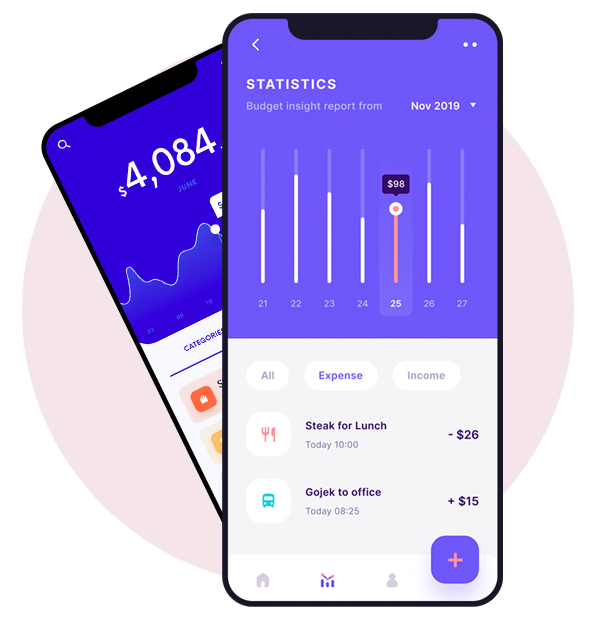 STATISTICS
Budget insight report from Nov 2019
$98
21 22 23 24 25 26 27
All Expense Income
Steak for Lunch
Today 10:00
- $26
Gojek to office
Today 08:25
+ $15
$4,084.
JUNE
01 05 10
CATEGORIES